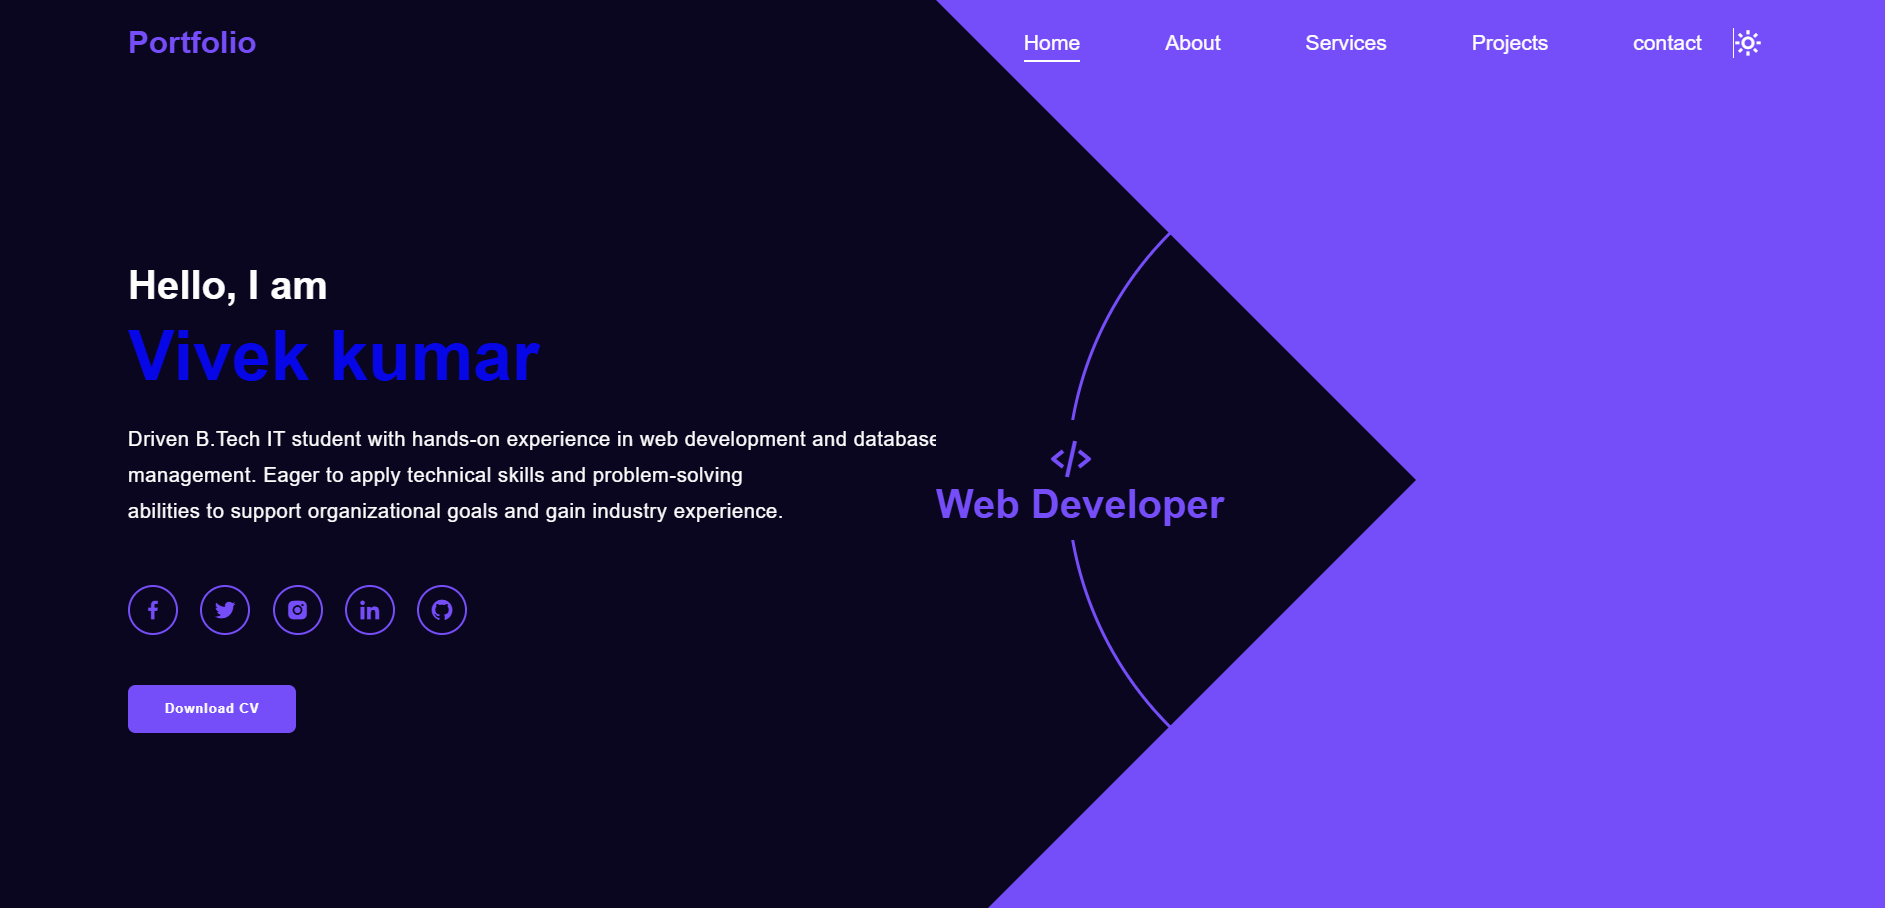 Portfolio
Home
About
Services
Projects
contact
Hello, I am
Vivek kumar
Driven B.Tech IT student with hands-on experience in web development and database
management. Eager to apply technical skills and problem-solving
abilities to support organizational goals and gain industry experience.
</>
Web Developer
Download CV